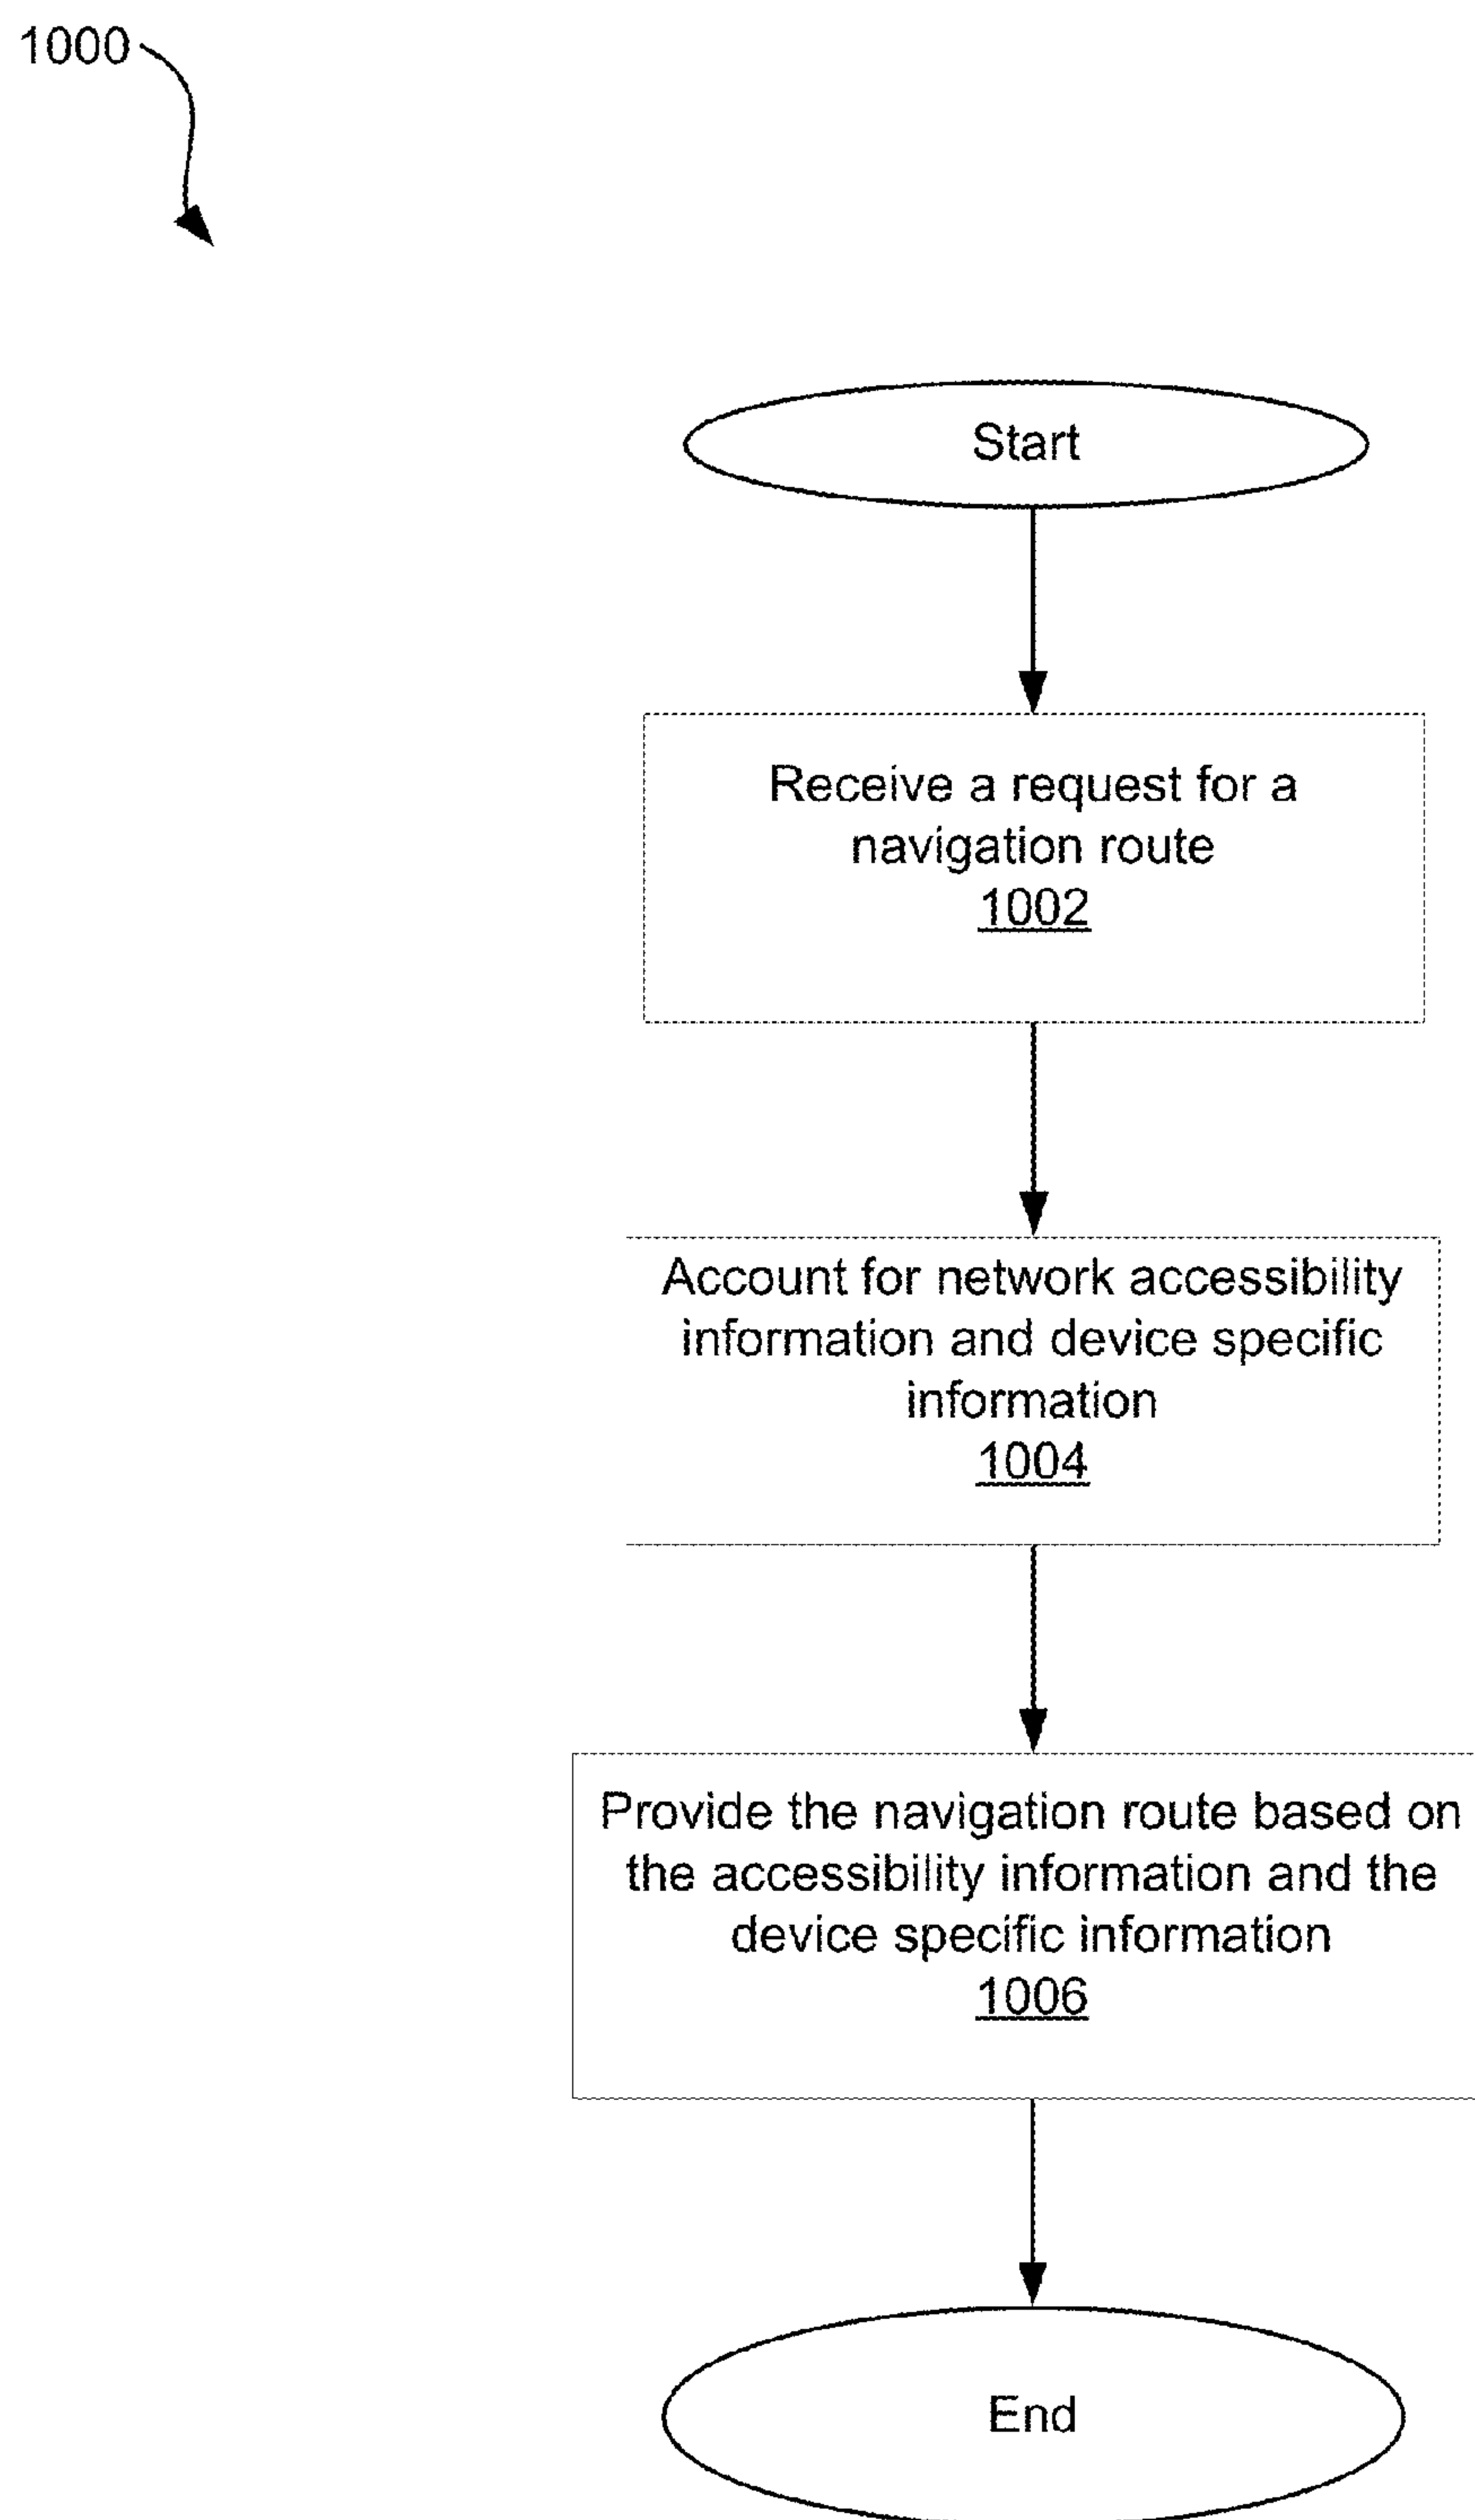 1000
Start
Receive a request for a
navigation route
1002
Account for network accessibility
information and device specific
information
1004
Provide the navigation route based on
the accessibility information and the
device specific information
1006
End